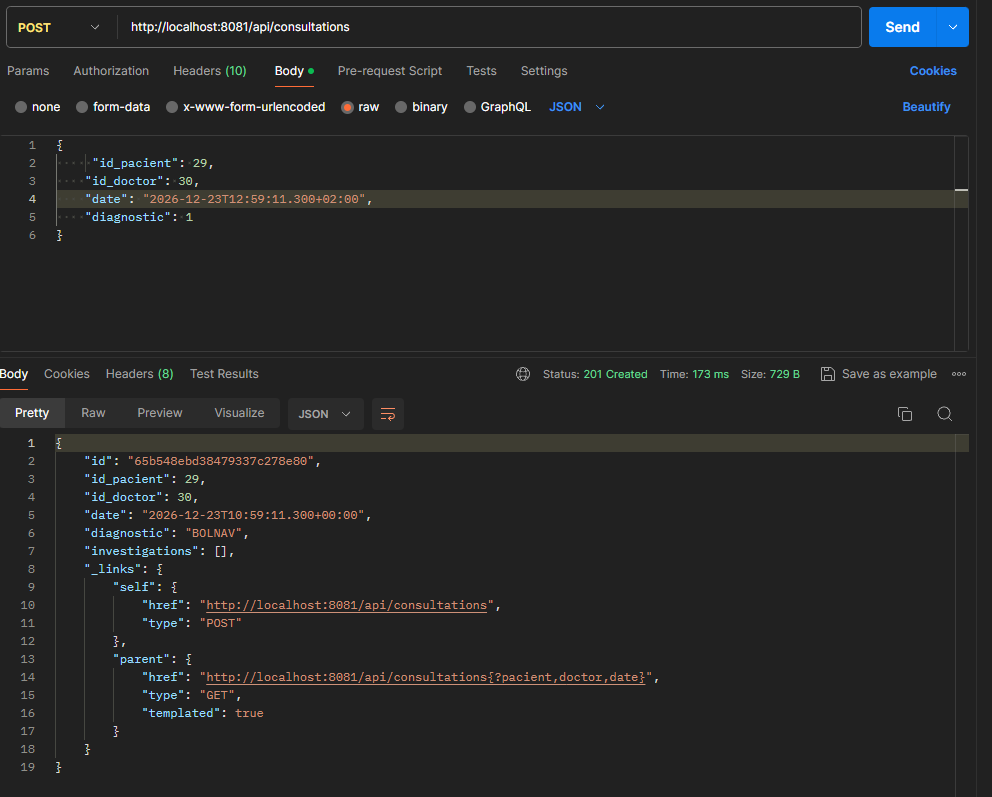 POST http://localhost:8081/api/consultations Send
Params Authorization Headers (10) Body Pre-request Script Tests Settings Cookies
none form-data x-www-form-urlencoded raw binary GraphQL JSON Beautify
1 {
2 "id_pacient": 29,
3 "id_doctor": 30,
4 "date": "2026-12-23T12:59:11.300+02:00",
5 "diagnostic": 1
6 }
Body Cookies Headers (8) Test Results Status: 201 Created Time: 173 ms Size: 729 B Save as example
Pretty Raw Preview Visualize JSON
1 {
2 "id": "65b548ebd38479337c278e80",
3 "id_pacient": 29,
4 "id_doctor": 30,
5 "date": "2026-12-23T10:59:11.300+00:00",
6 "diagnostic": "BOLNAV",
7 "investigations": [],
8 "_links": {
9 "self": {
10 "href": "http://localhost:8081/api/consultations",
11 "type": "POST"
12 },
13 "parent": {
14 "href": "http://localhost:8081/api/consultations{?pacient,doctor,date}",
15 "type": "GET",
16 "templated": true
17 }
18 }
19 }